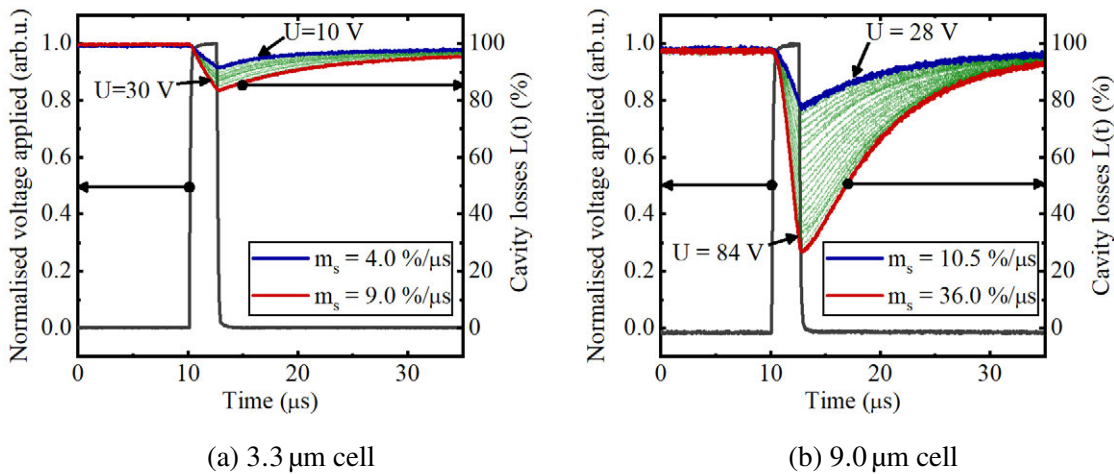 Normalised voltage applied (arb.u.)
1.0
0.8
0.6
0.4
0.2
0.0
U=10 V
U=30 V
m_s = 4.0 %/μs
m_s = 9.0 %/μs
100
80
60
40
20
0
Cavity losses L(t) (%)
0 10 20 30
Time (μs)
(a) 3.3 μm cell
Normalised voltage applied (arb.u.)
1.0
0.8
0.6
0.4
0.2
0.0
U = 28 V
U = 84 V
m_s = 10.5 %/μs
m_s = 36.0 %/μs
100
80
60
40
20
0
Cavity losses L(t) (%)
0 10 20 30
Time (μs)
(b) 9.0 μm cell